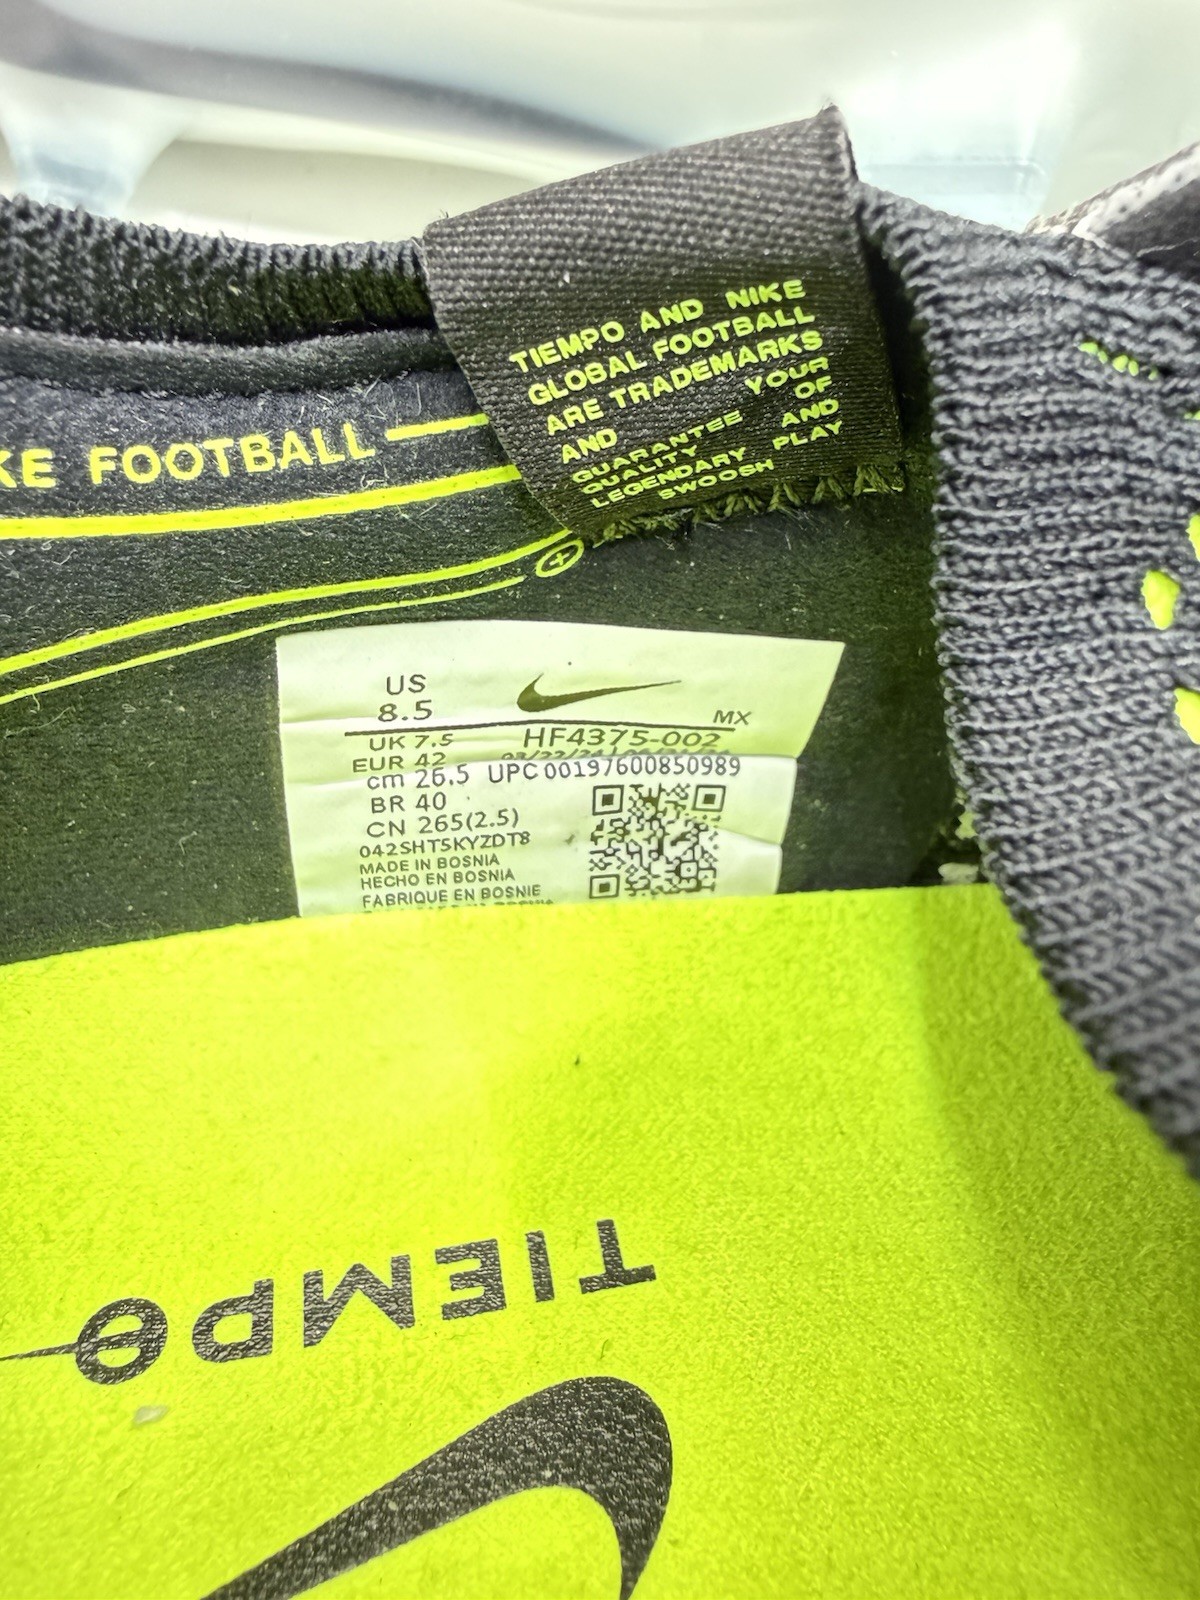 TIEMPO AND NIKE
GLOBAL FOOTBALL
ARE TRADEMARKS
AND YOUR
GUARANTEE OF
QUALITY AND
LEGENDARY PLAY
SWOOSH
KE FOOTBALL
US
8.5
MX
UK 7.5
HF4375-002
EUR 42
cm 26.5 UPC00197600850989
BR 40
CN 265(2.5)
042SHT5KYZDT8
MADE IN BOSNIA
HECHO EN BOSNIA
FABRIQUE EN BOSNIE
TIEMPO